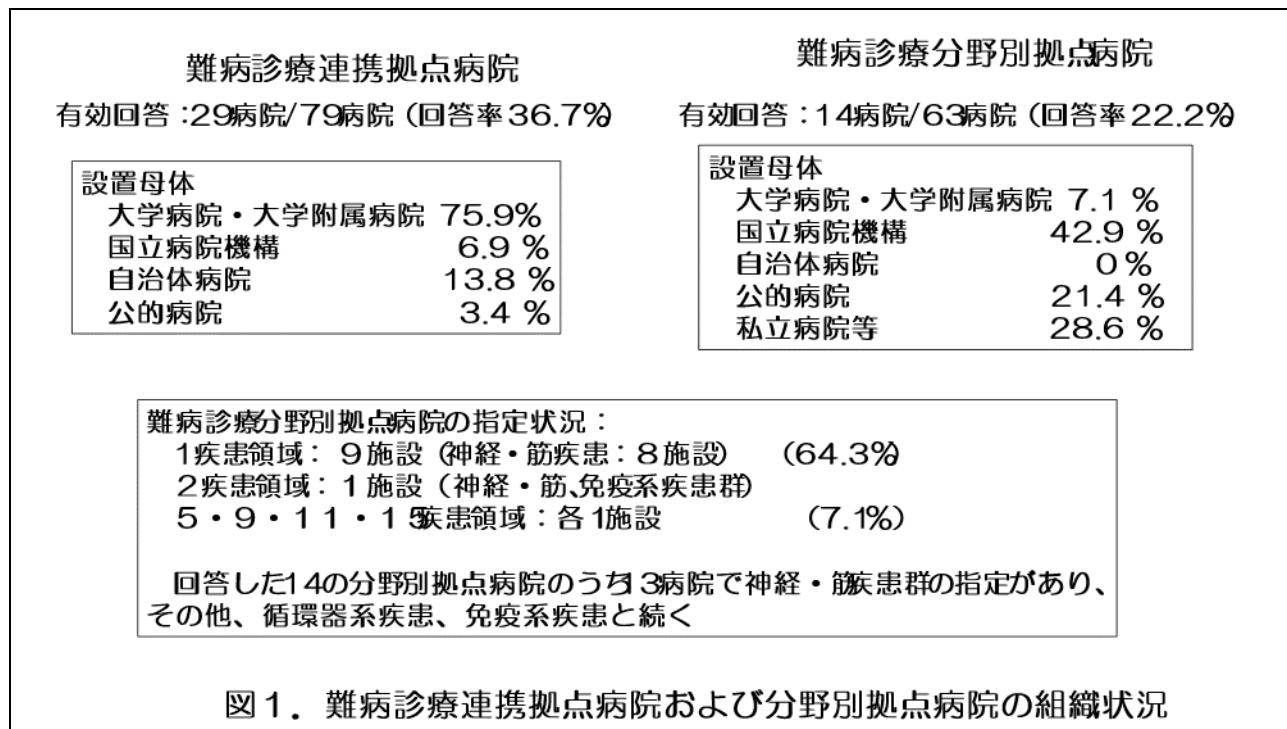 難病診療連携拠点病院
有効回答：29病院/79病院（回答率36.7%）
設置母体
大学病院・大学附属病院 75.9%
国立病院機構 6.9 %
自治体病院 13.8 %
公的病院 3.4 %
難病診療分野別拠点病院
有効回答：14病院/63病院（回答率22.2%）
設置母体
大学病院・大学附属病院 7.1 %
国立病院機構 42.9 %
自治体病院 0 %
公的病院 21.4 %
私立病院等 28.6 %
難病診療分野別拠点病院の指定状況：
1疾患領域：９施設（神経・筋疾患：８施設） （64.3%）
２疾患領域：１施設（神経・筋、免疫系疾患群）
５・９・１１・１５疾患領域：各１施設 （7.1%）
回答した14の分野別拠点病院のうち13病院で神経・筋疾患群の指定があり、
その他、循環器系疾患、免疫系疾患と続く
図１．難病診療連携拠点病院および分野別拠点病院の組織状況